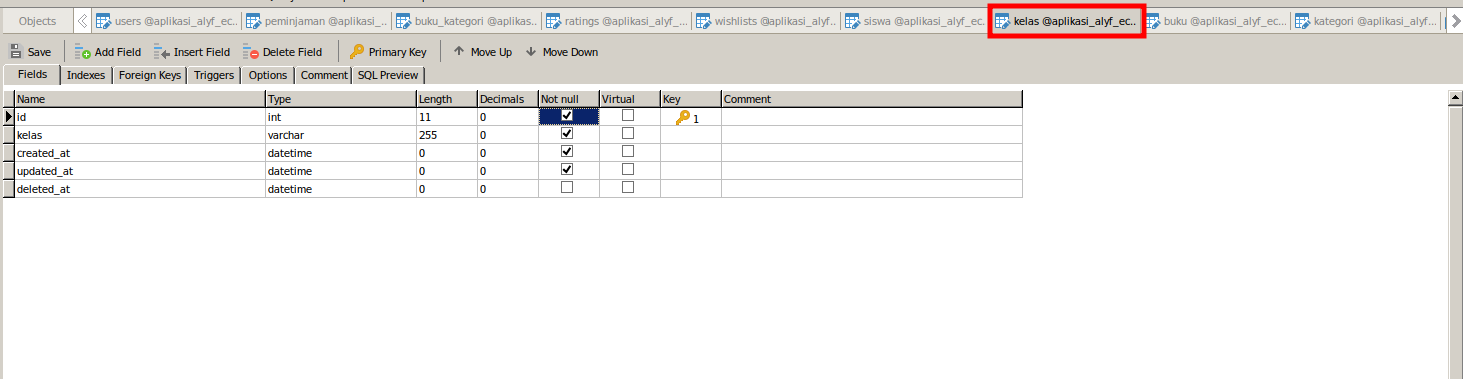 Objects users @aplikasi_alyf_ec.. peminjaman @aplikasi_... buku_kategori @aplikas.. ratings @aplikasi_alyf_... wishlists @aplikasi_alyf.. siswa @aplikasi_alyf_ec.. kelas @aplikasi_alyf_ec.. buku @aplikasi_alyf_ec... kategori @aplikasi_alyf...
Save Add Field Insert Field Delete Field Primary Key Move Up Move Down
Fields Indexes Foreign Keys Triggers Options Comment SQL Preview
Name Type Length Decimals Not null Virtual Key Comment
id int 11 0 1
kelas varchar 255 0
created_at datetime 0 0
updated_at datetime 0 0
deleted_at datetime 0 0